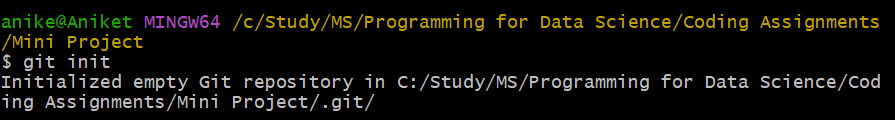 anike@Aniket MINGW64 /c/Study/MS/Programming for Data Science/Coding Assignments
/Mini Project
$ git init
Initialized empty Git repository in C:/Study/MS/Programming for Data Science/Cod
ing Assignments/Mini Project/.git/